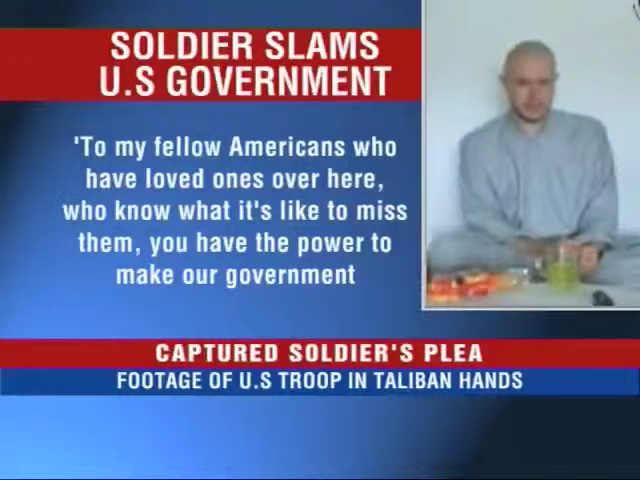 SOLDIER SLAMS
U.S GOVERNMENT
'To my fellow Americans who
have loved ones over here,
who know what it's like to miss
them, you have the power to
make our government
CAPTURED SOLDIER'S PLEA
FOOTAGE OF U.S TROOP IN TALIBAN HANDS